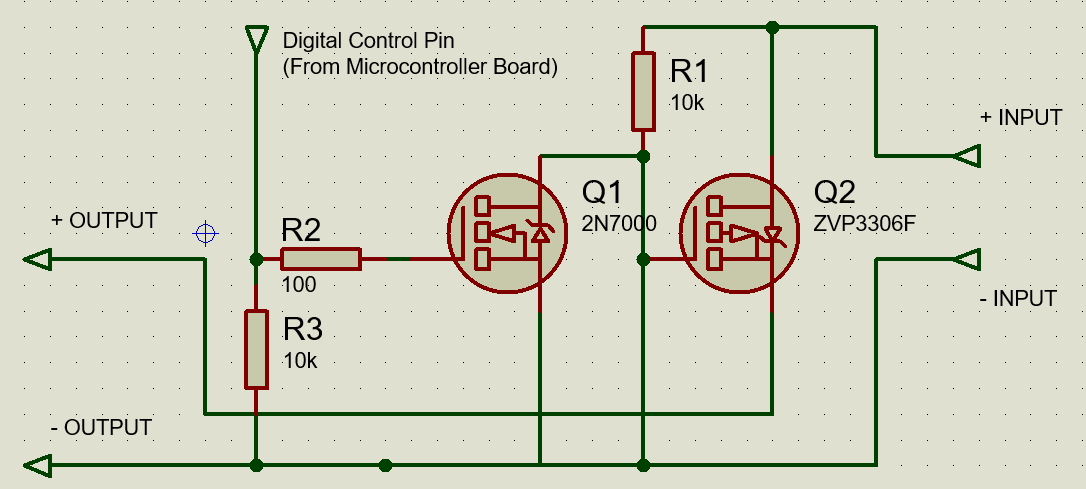 Digital Control Pin
(From Microcontroller Board)
R1
10k
+ INPUT
Q1
2N7000
Q2
ZVP3306F
+ OUTPUT
R2
100
- INPUT
R3
10k
- OUTPUT